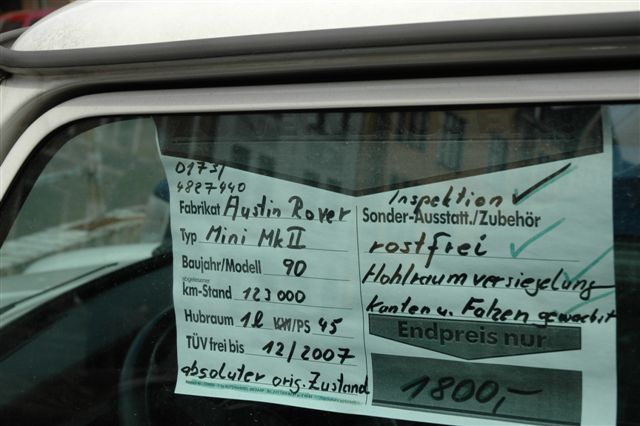 0173/
4827440
Fabrikat Austin Rover
Typ Mini Mk II
Baujahr/Modell 90
km-Stand 123 000
Hubraum 1l KW/PS 45
TÜV frei bis 12/2007
absoluter orig. Zustand
Inspektion ✓
Sonder-Ausstatt./Zubehör
rostfrei ✓
Hohlraumversiegelung
Kanten u. Falzen gewachst
Endpreis nur
1800,-